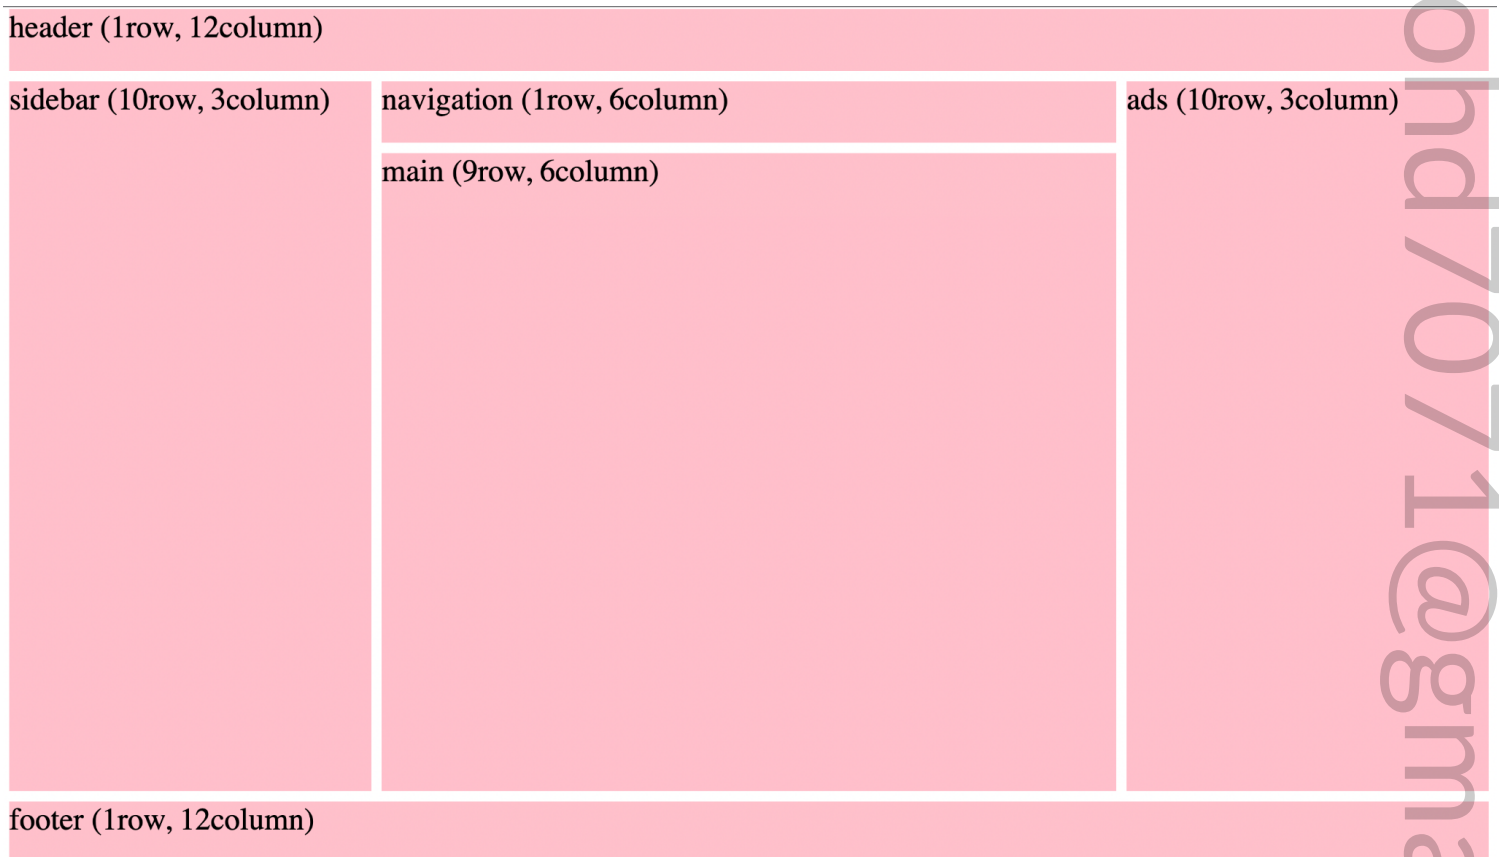 header (1row, 12column)
sidebar (10row, 3column)
navigation (1row, 6column)
ads (10row, 3column)
main (9row, 6column)
footer (1row, 12column)